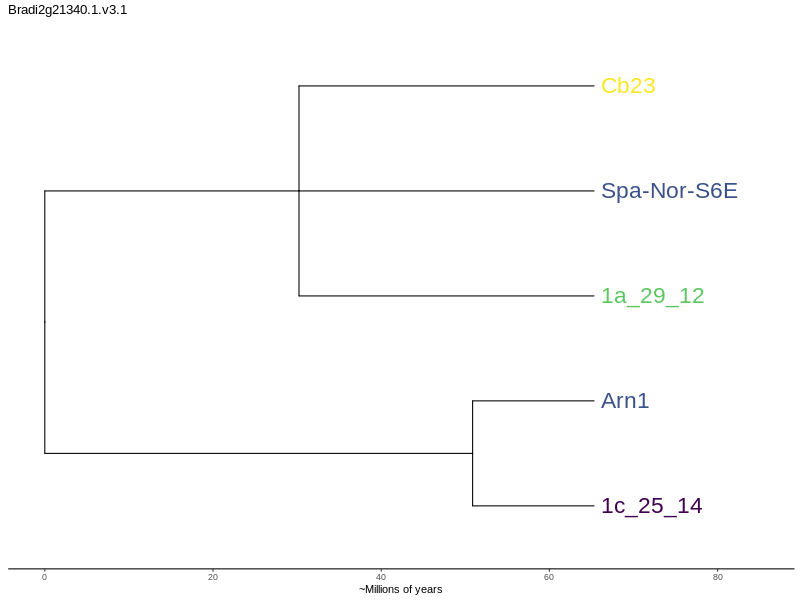 Bradi2g21340.1.v3.1
Cb23
Spa-Nor-S6E
1a_29_12
Arn1
1c_25_14
0 20 40 60 80
~Millions of years